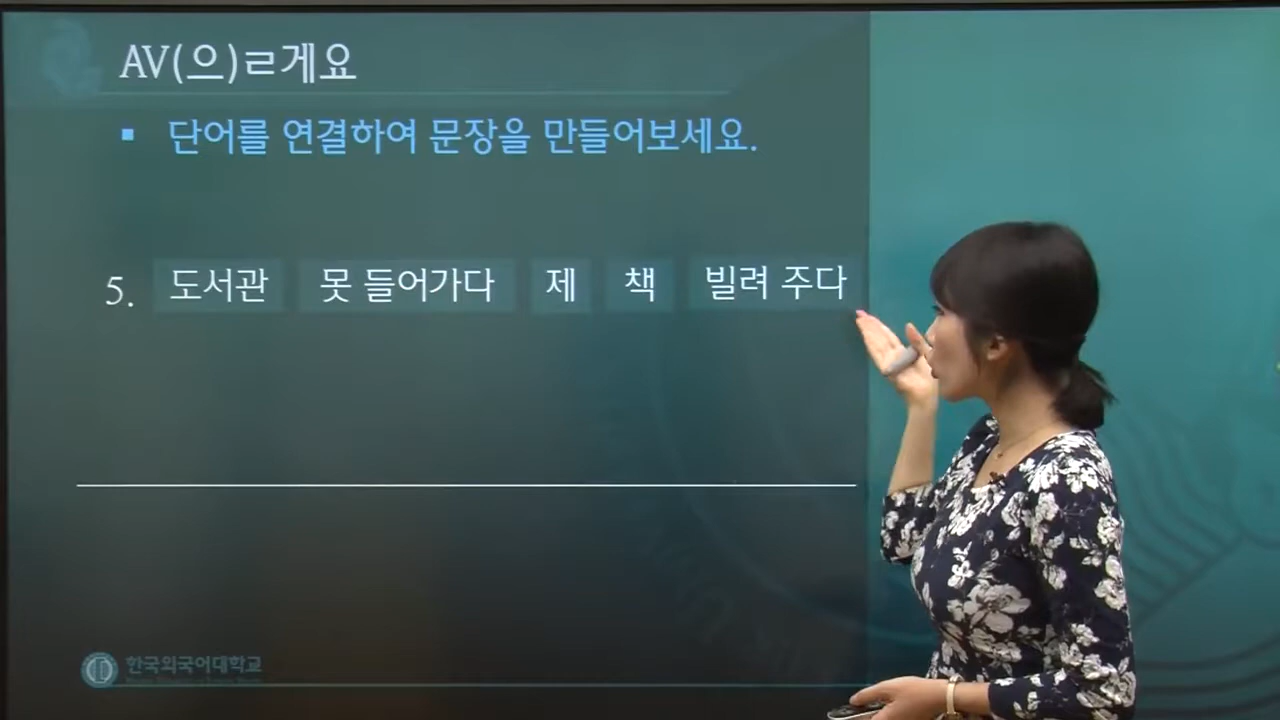 AV(으)ㄹ게요
▪ 단어를 연결하여 문장을 만들어보세요.
5. 도서관 못 들어가다 제 책 빌려 주다
한국외국어대학교